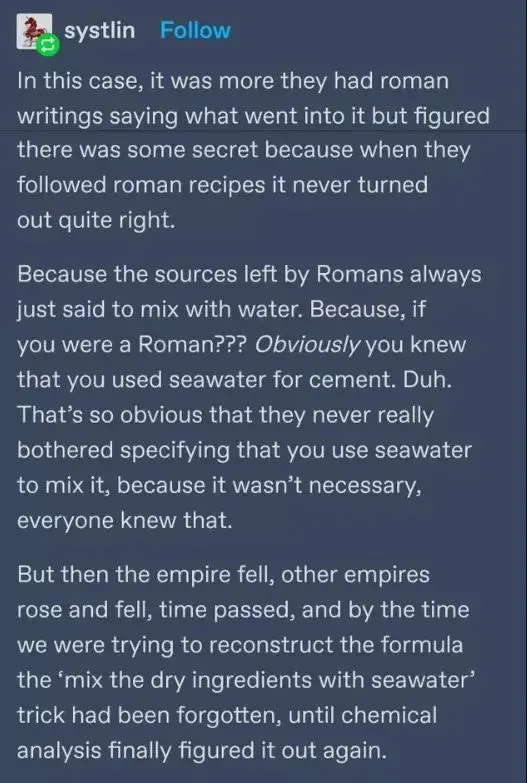 systlin Follow
In this case, it was more they had roman
writings saying what went into it but figured
there was some secret because when they
followed roman recipes it never turned
out quite right.
Because the sources left by Romans always
just said to mix with water. Because, if
you were a Roman??? Obviously you knew
that you used seawater for cement. Duh.
That’s so obvious that they never really
bothered specifying that you use seawater
to mix it, because it wasn’t necessary,
everyone knew that.
But then the empire fell, other empires
rose and fell, time passed, and by the time
we were trying to reconstruct the formula
the ‘mix the dry ingredients with seawater’
trick had been forgotten, until chemical
analysis finally figured it out again.